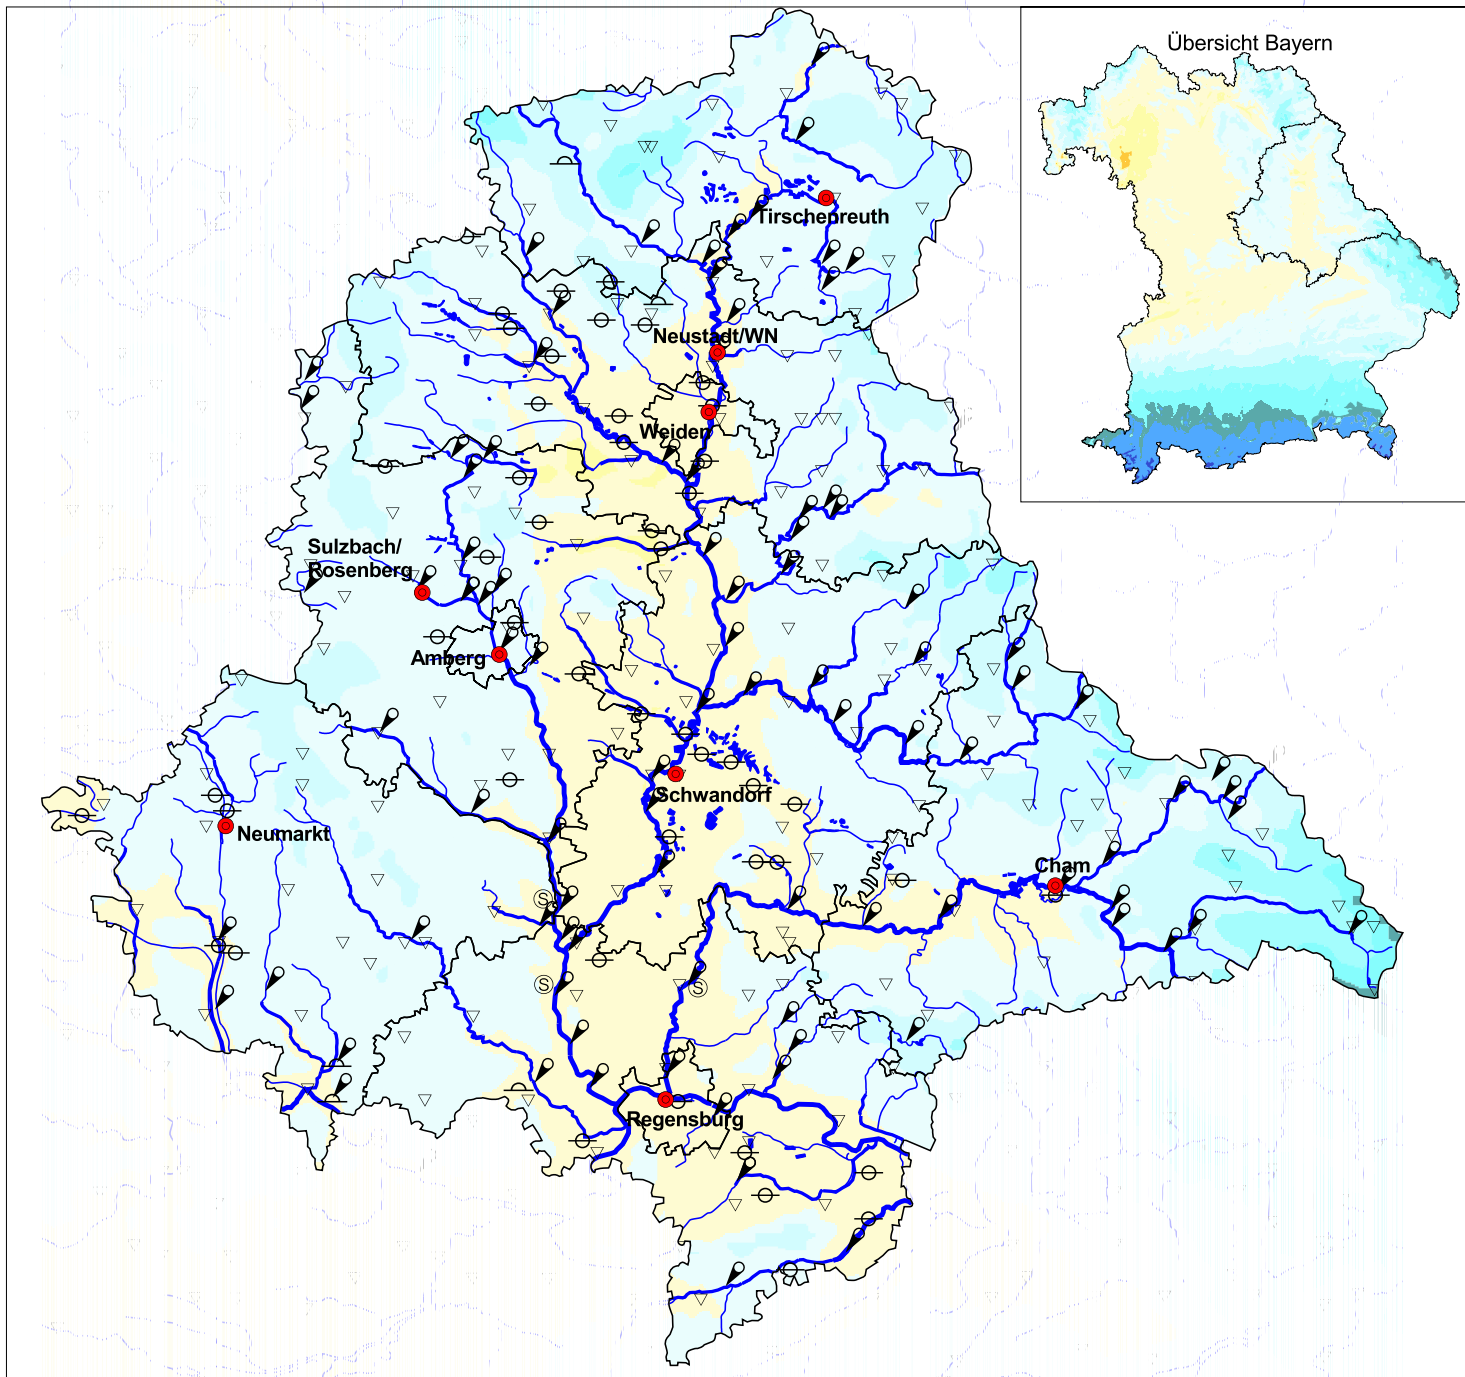 Übersicht Bayern
Tirschenreuth
Neustadt/WN
Weiden
Sulzbach/
Rosenberg
Amberg
Schwandorf
Neumarkt
Cham
S
S
S
Regensburg